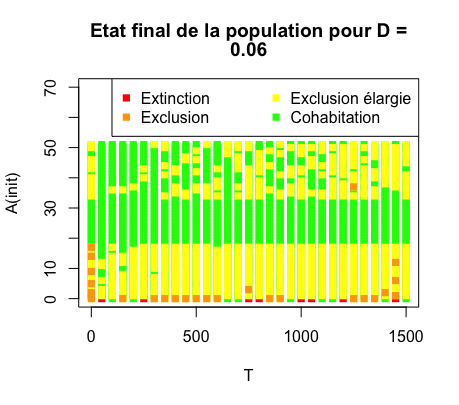 Etat final de la population pour D =
0.06
Extinction
Exclusion
Exclusion élargie
Cohabitation
A(init)
70
50
30
10
0
0 500 1000 1500
T